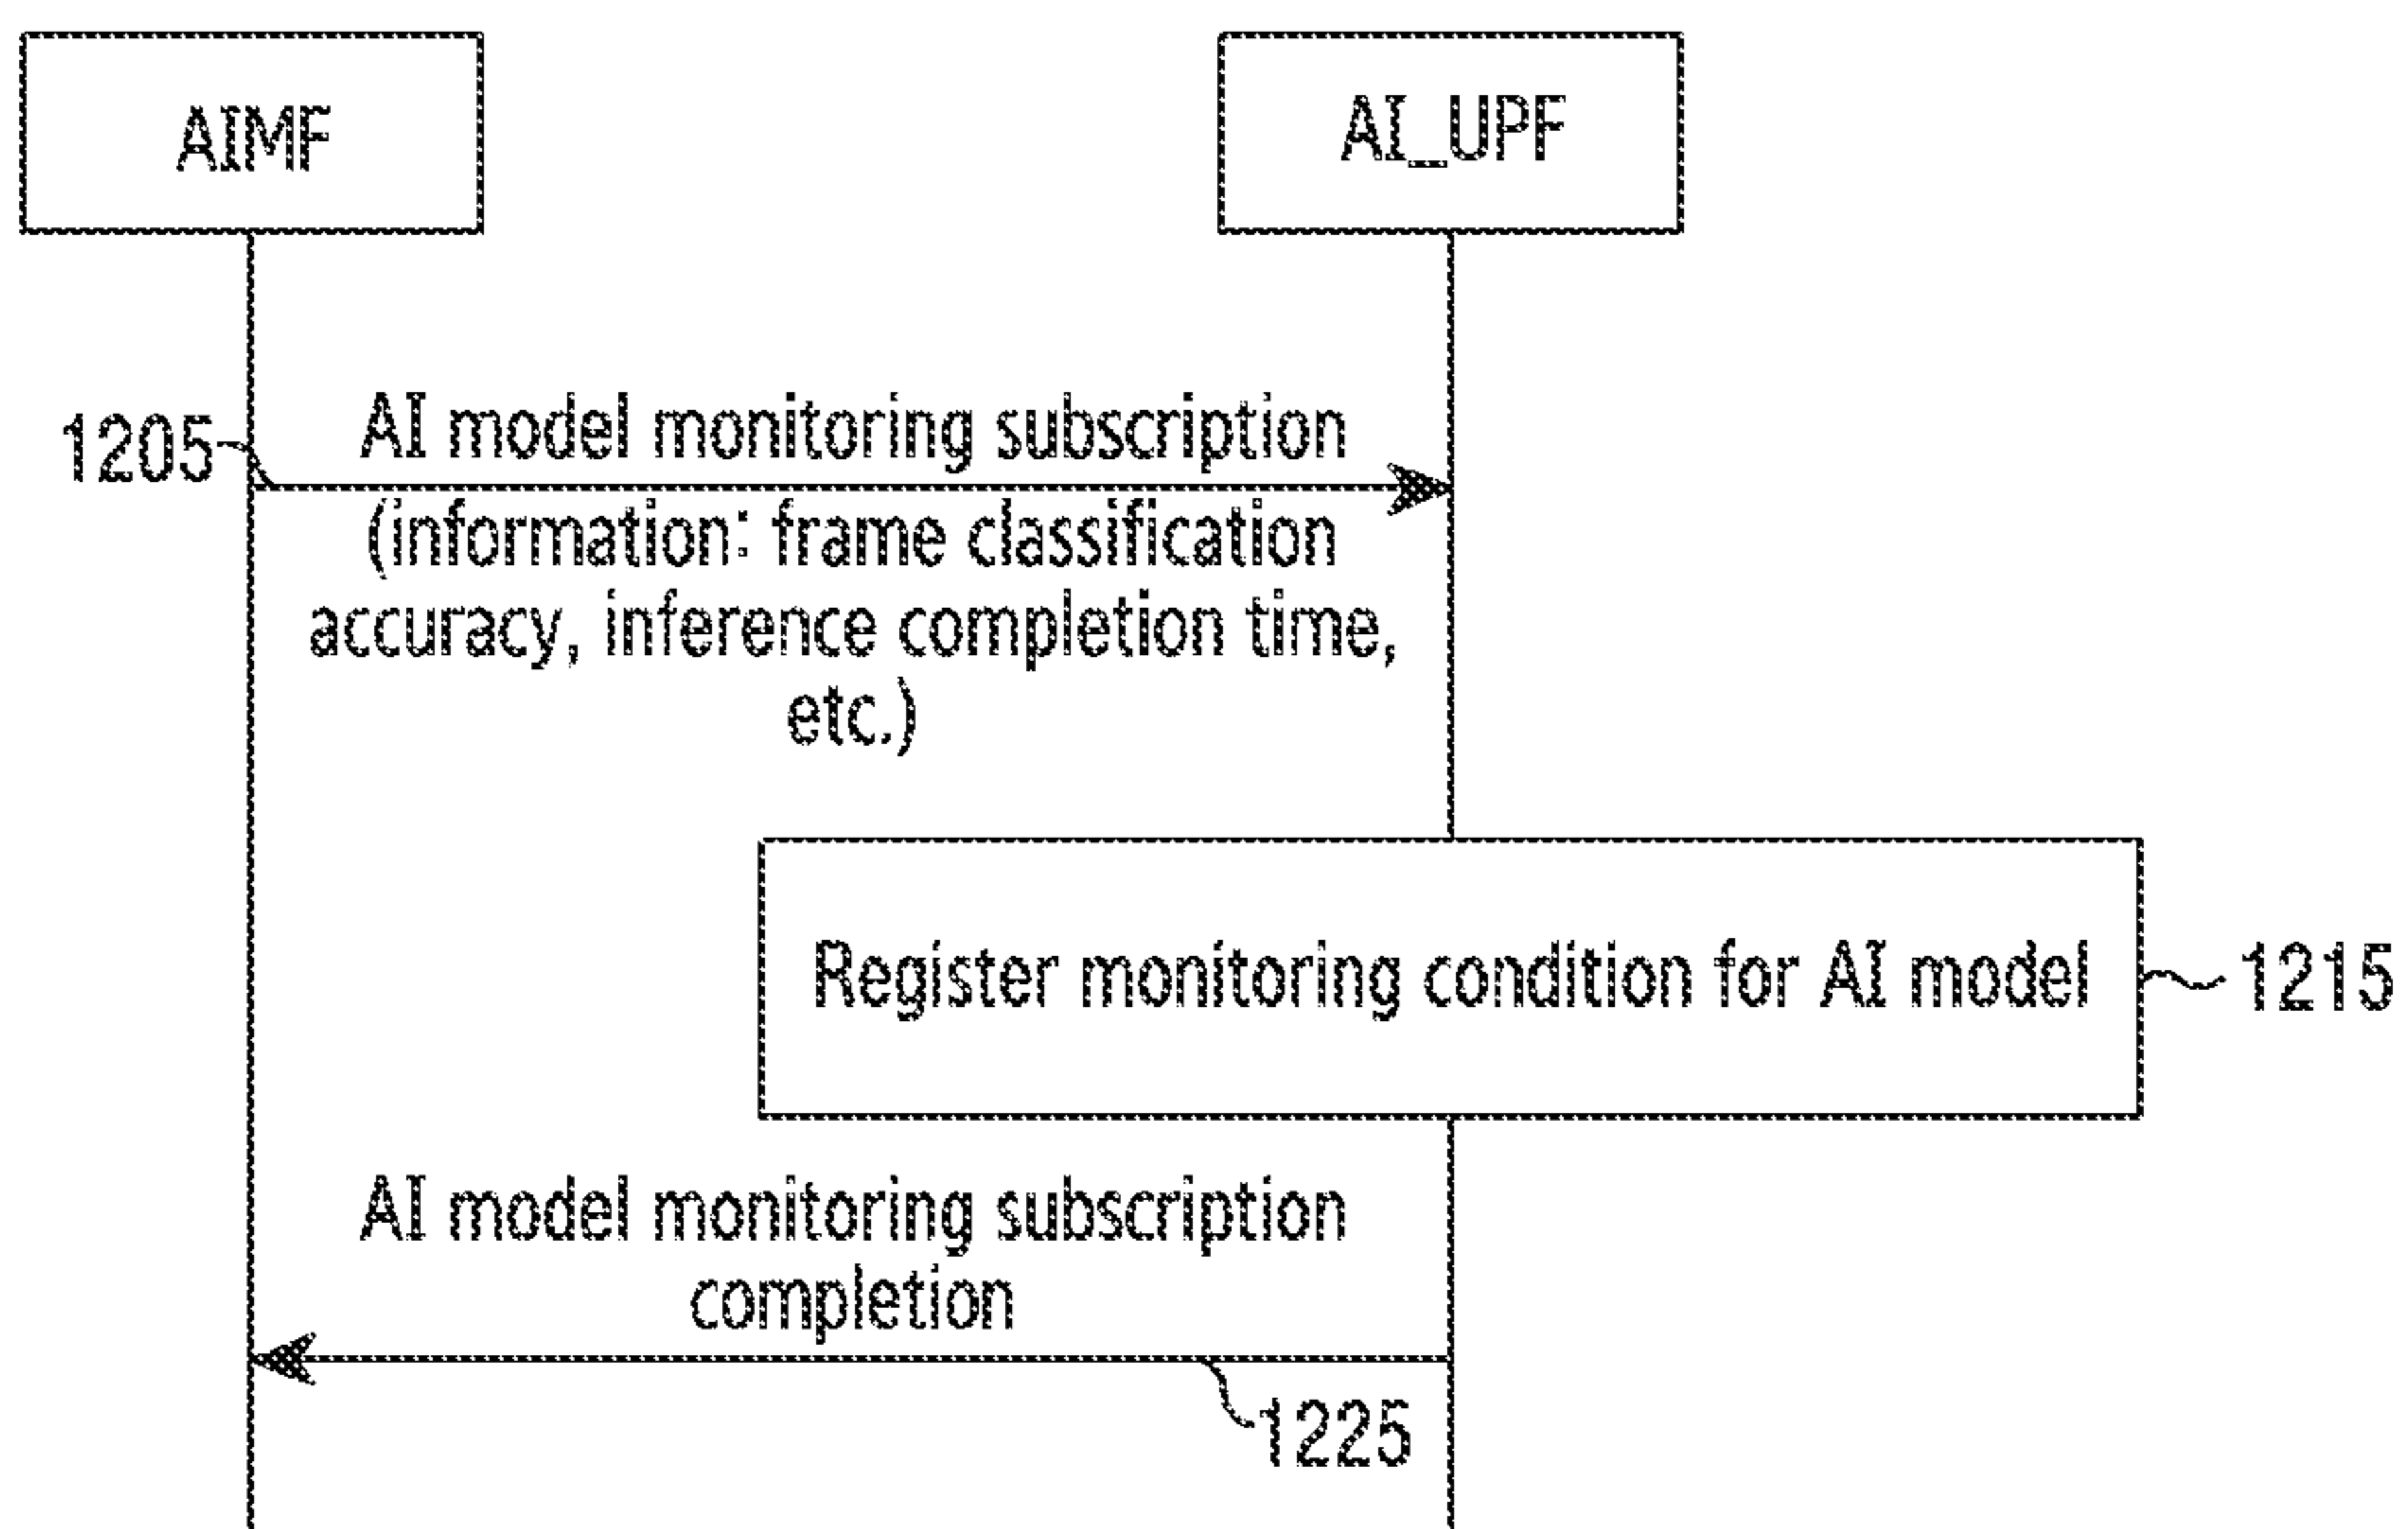 AIMF
AI_UPF
1205
AI model monitoring subscription
(information: frame classification
accuracy, inference completion time,
etc.)
Register monitoring condition for AI model
1215
AI model monitoring subscription
completion
1225